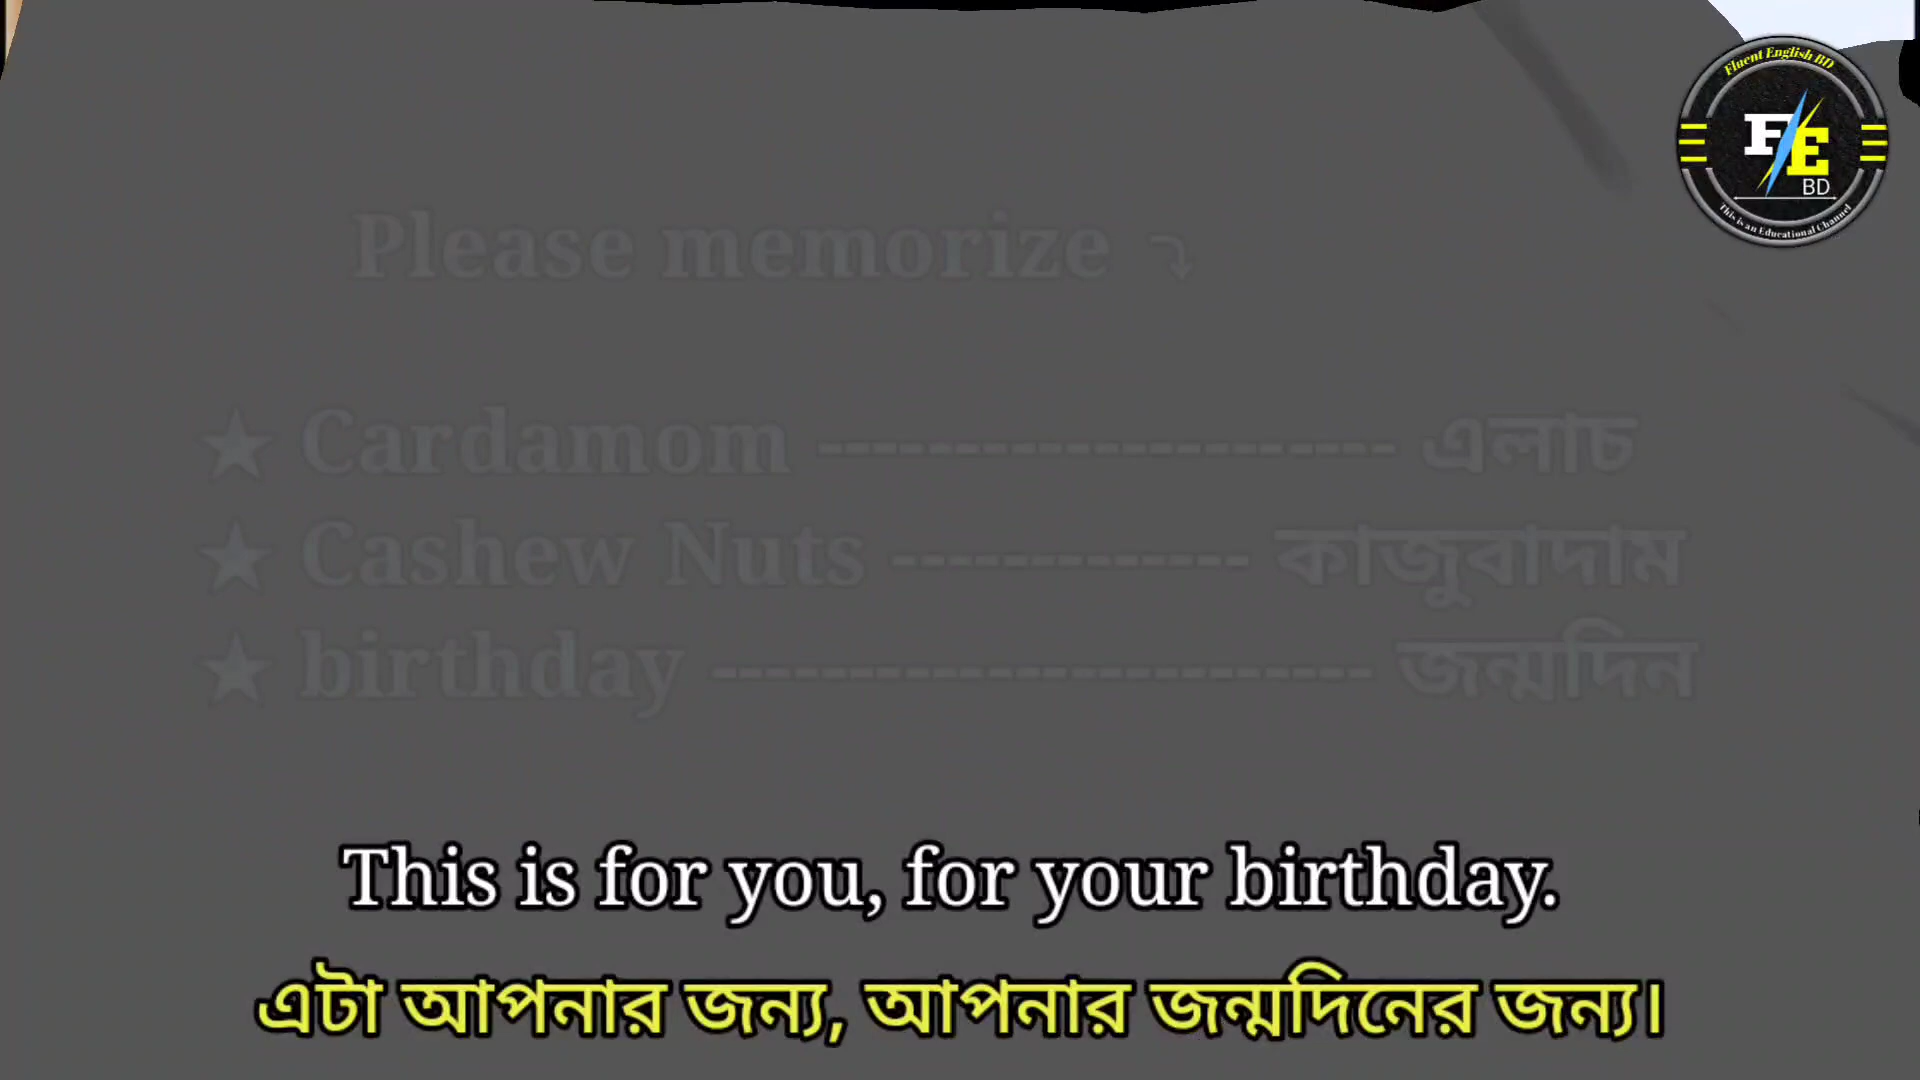 Fluent English BD
FE
BD
This is an Educational Channel
Please memorize ⤵
★ Cardamom --------------------- এলাচ
★ Cashew Nuts ------------- কাজুবাদাম
★ birthday ------------------------ জন্মদিন
This is for you, for your birthday.
এটা আপনার জন্য, আপনার জন্মদিনের জন্য।